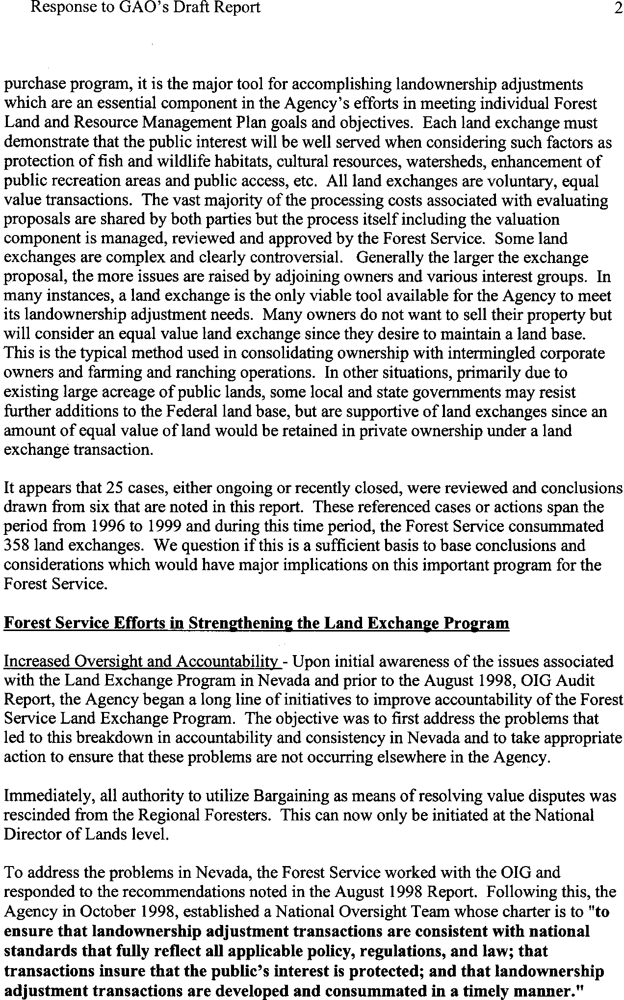 Response to GAO's Draft Report 2
purchase program, it is the major tool for accomplishing landownership adjustments
which are an essential component in the Agency's efforts in meeting individual Forest
Land and Resource Management Plan goals and objectives.  Each land exchange must
demonstrate that the public interest will be well served when considering such factors as
protection of fish and wildlife habitats, cultural resources, watersheds, enhancement of
public recreation areas and public access, etc.  All land exchanges are voluntary, equal
value transactions.  The vast majority of the processing costs associated with evaluating
proposals are shared by both parties but the process itself including the valuation
component is managed, reviewed and approved by the Forest Service.  Some land
exchanges are complex and clearly controversial.   Generally the larger the exchange
proposal, the more issues are raised by adjoining owners and various interest groups.  In
many instances, a land exchange is the only viable tool available for the Agency to meet
its landownership adjustment needs.  Many owners do not want to sell their property but
will consider an equal value land exchange since they desire to maintain a land base.
This is the typical method used in consolidating ownership with intermingled corporate
owners and farming and ranching operations.  In other situations, primarily due to
existing large acreage of public lands, some local and state governments may resist
further additions to the Federal land base, but are supportive of land exchanges since an
amount of equal value of land would be retained in private ownership under a land
exchange transaction.
It appears that 25 cases, either ongoing or recently closed, were reviewed and conclusions
drawn from six that are noted in this report.  These referenced cases or actions span the
period from 1996 to 1999 and during this time period, the Forest Service consummated
358 land exchanges.  We question if this is a sufficient basis to base conclusions and
considerations which would have major implications on this important program for the
Forest Service.
Forest Service Efforts in Strengthening the Land Exchange Program
Increased Oversight and Accountability - Upon initial awareness of the issues associated
with the Land Exchange Program in Nevada and prior to the August 1998, OIG Audit
Report, the Agency began a long line of initiatives to improve accountability of the Forest
Service Land Exchange Program.  The objective was to first address the problems that
led to this breakdown in accountability and consistency in Nevada and to take appropriate
action to ensure that these problems are not occurring elsewhere in the Agency.
Immediately, all authority to utilize Bargaining as means of resolving value disputes was
rescinded from the Regional Foresters.  This can now only be initiated at the National
Director of Lands level.
To address the problems in Nevada, the Forest Service worked with the OIG and
responded to the recommendations noted in the August 1998 Report.  Following this, the
Agency in October 1998, established a National Oversight Team whose charter is to "to
ensure that landownership adjustment transactions are consistent with national
standards that fully reflect all applicable policy, regulations, and law; that
transactions insure that the public's interest is protected; and that landownership
adjustment transactions are developed and consummated in a timely manner."